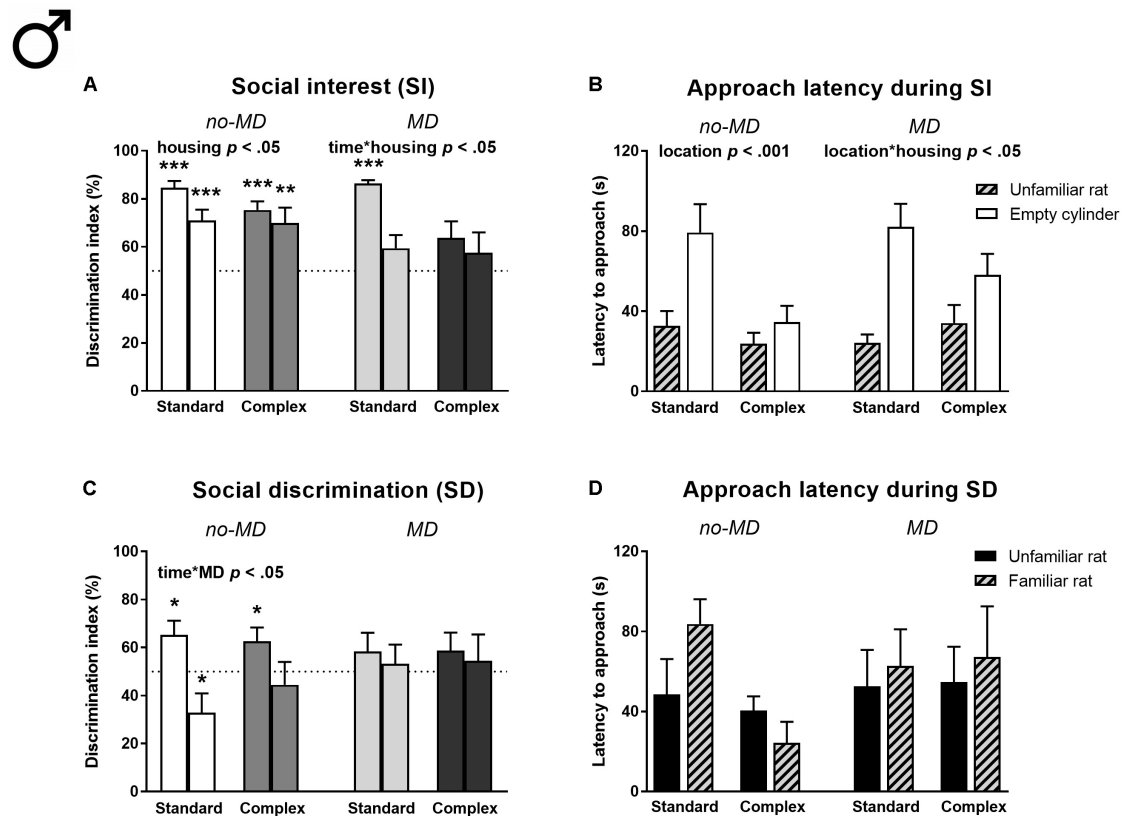 ♂
A Social interest (SI)
no-MD MD
housing p < .05 time*housing p < .05
*** *** *** ** ***
Discrimination index (%)
100
80
60
40
20
0
Standard Complex Standard Complex
B Approach latency during SI
no-MD MD
location p < .001 location*housing p < .05
Unfamiliar rat
Empty cylinder
Latency to approach (s)
120
80
40
0
Standard Complex Standard Complex
C Social discrimination (SD)
no-MD MD
time*MD p < .05
* * *
Discrimination index (%)
100
80
60
40
20
0
Standard Complex Standard Complex
D Approach latency during SD
no-MD MD
Unfamiliar rat
Familiar rat
Latency to approach (s)
120
80
40
0
Standard Complex Standard Complex